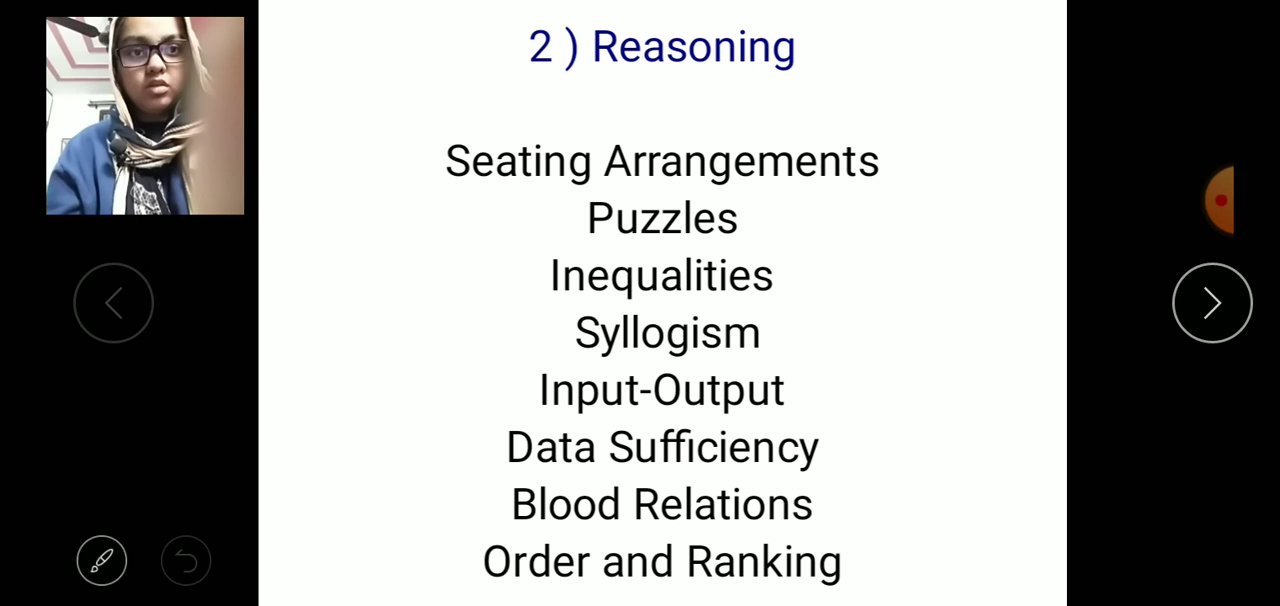 2 ) Reasoning
Seating Arrangements
Puzzles
Inequalities
Syllogism
Input-Output
Data Sufficiency
Blood Relations
Order and Ranking